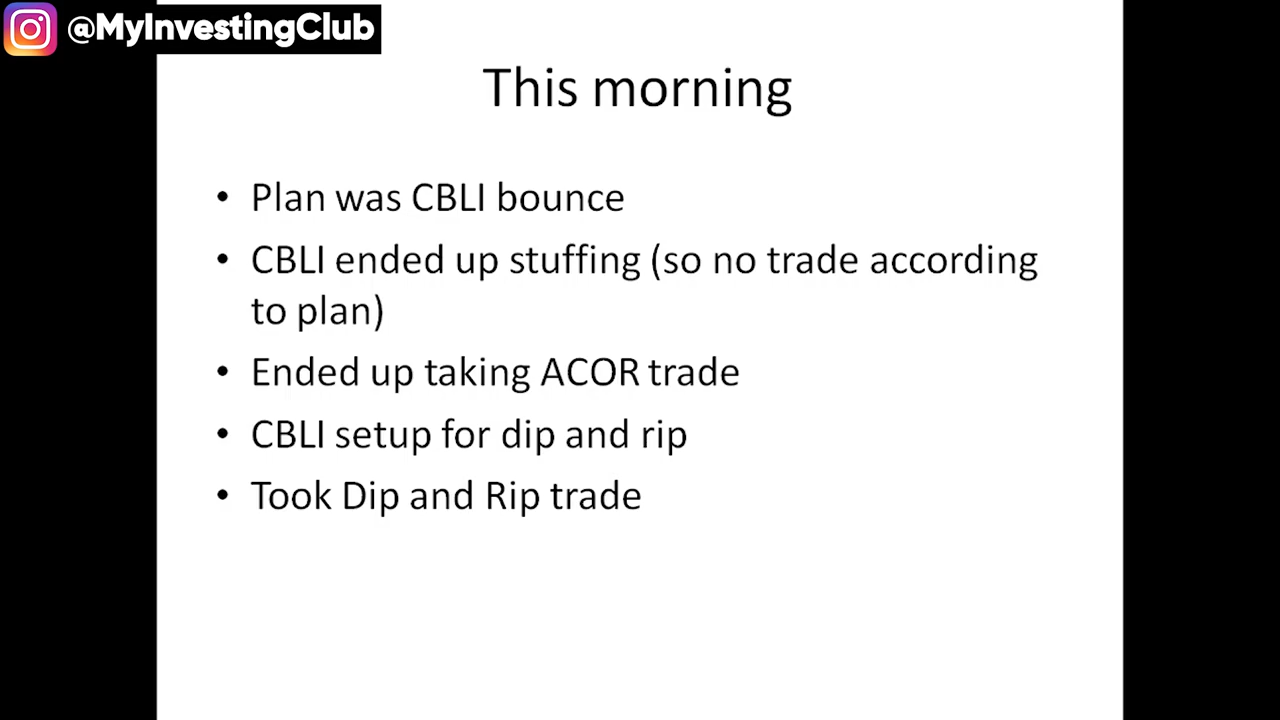 @MyInvestingClub
This morning
• Plan was CBLI bounce
• CBLI ended up stuffing (so no trade according
to plan)
• Ended up taking ACOR trade
• CBLI setup for dip and rip
• Took Dip and Rip trade